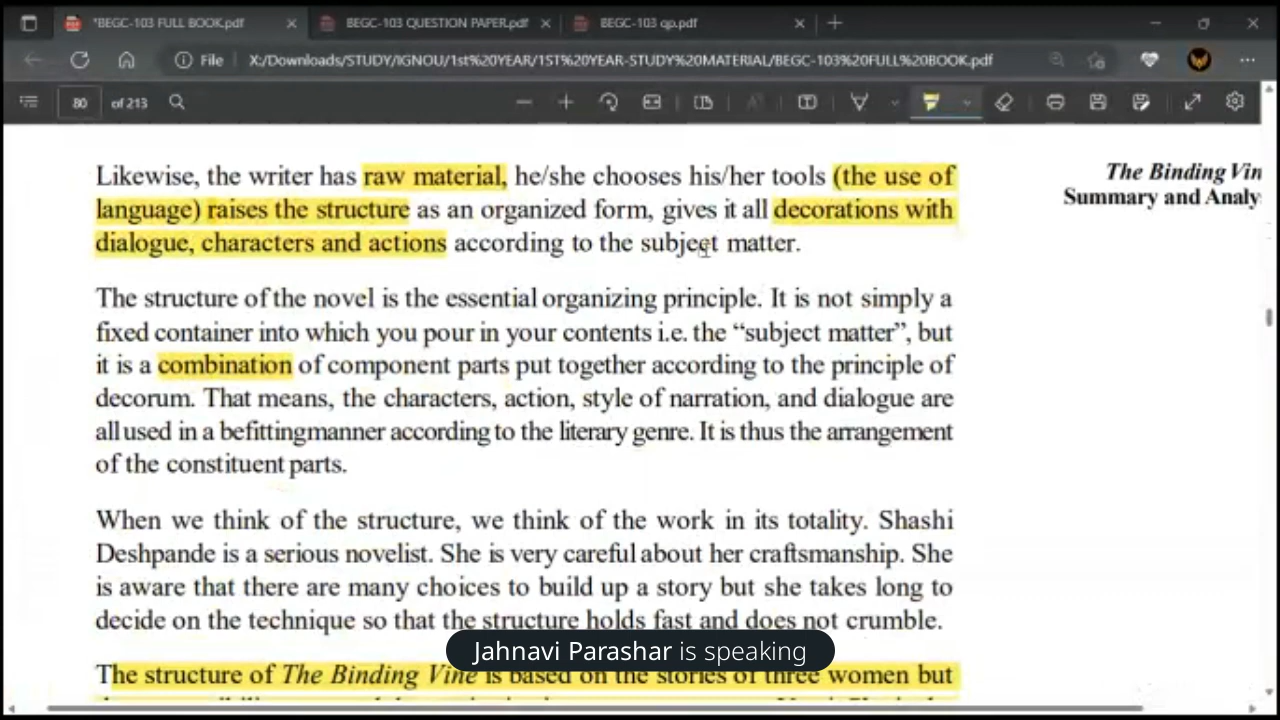 *BEGC-103 FULL BOOK.pdf
BEGC-103 QUESTION PAPER.pdf
BEGC-103 qp.pdf
File
X:/Downloads/STUDY/IGNOU/1st%20YEAR/1ST%20YEAR-STUDY%20MATERIAL/BEGC-103%20FULL%20BOOK.pdf
80 of 213
Likewise, the writer has raw material, he/she chooses his/her tools (the use of
language) raises the structure as an organized form, gives it all decorations with
dialogue, characters and actions according to the subject matter.
The Binding Vin
Summary and Analy
The structure of the novel is the essential organizing principle. It is not simply a
fixed container into which you pour in your contents i.e. the “subject matter”, but
it is a combination of component parts put together according to the principle of
decorum. That means, the characters, action, style of narration, and dialogue are
all used in a befittingmanner according to the literary genre. It is thus the arrangement
of the constituent parts.
When we think of the structure, we think of the work in its totality. Shashi
Deshpande is a serious novelist. She is very careful about her craftsmanship. She
is aware that there are many choices to build up a story but she takes long to
decide on the technique so that the structure holds fast and does not crumble.
Jahnavi Parashar is speaking
The structure of The Binding Vine is based on the stories of three women but